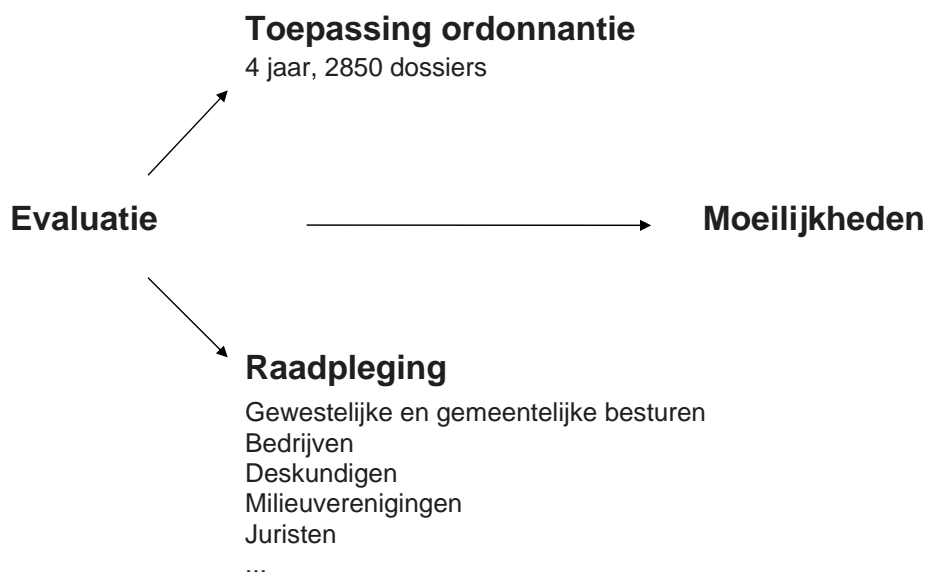 Toepassing ordonnantie
4 jaar, 2850 dossiers
Evaluatie
Moeilijkheden
Raadpleging
Gewestelijke en gemeentelijke besturen
Bedrijven
Deskundigen
Milieuverenigingen
Juristen
...